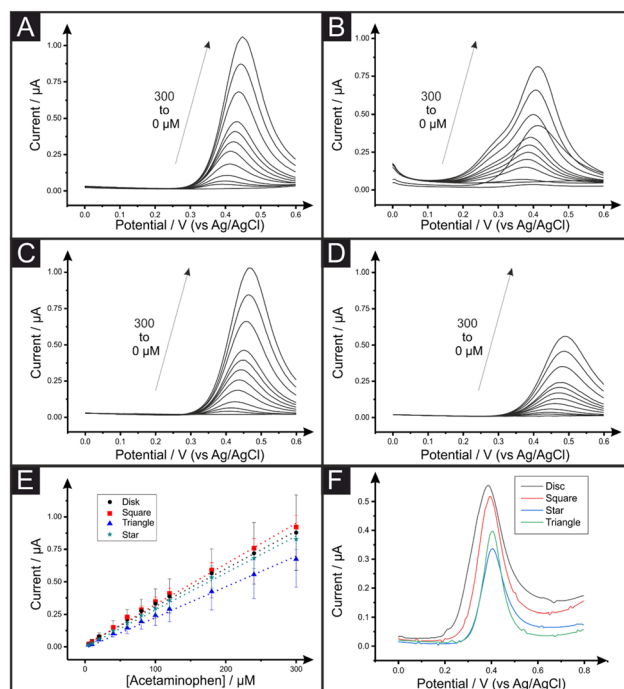 A
Current / µA
1.00
0.75
0.50
0.25
0.00
300
to
0 µM
0.0 0.1 0.2 0.3 0.4 0.5 0.6
Potential / V (vs Ag/AgCl)
B
Current / µA
1.00
0.75
0.50
0.25
0.00
300
to
0 µM
0.0 0.1 0.2 0.3 0.4 0.5 0.6
Potential / V (vs Ag/AgCl)
C
Current / µA
1.00
0.75
0.50
0.25
0.00
300
to
0 µM
0.0 0.1 0.2 0.3 0.4 0.5 0.6
Potential / V (vs Ag/AgCl)
D
Current / µA
1.00
0.75
0.50
0.25
0.00
300
to
0 µM
0.0 0.1 0.2 0.3 0.4 0.5 0.6
Potential / V (vs Ag/AgCl)
E
Current / µA
1.00
0.75
0.50
0.25
0.00
Disk
Square
Triangle
Star
0 100 200 300
[Acetaminophen] / µM
F
Current / µA
0.5
0.4
0.3
0.2
0.1
0.0
Disc
Square
Star
Triangle
0.0 0.2 0.4 0.6 0.8
Potential / V (vs Ag/AgCl)